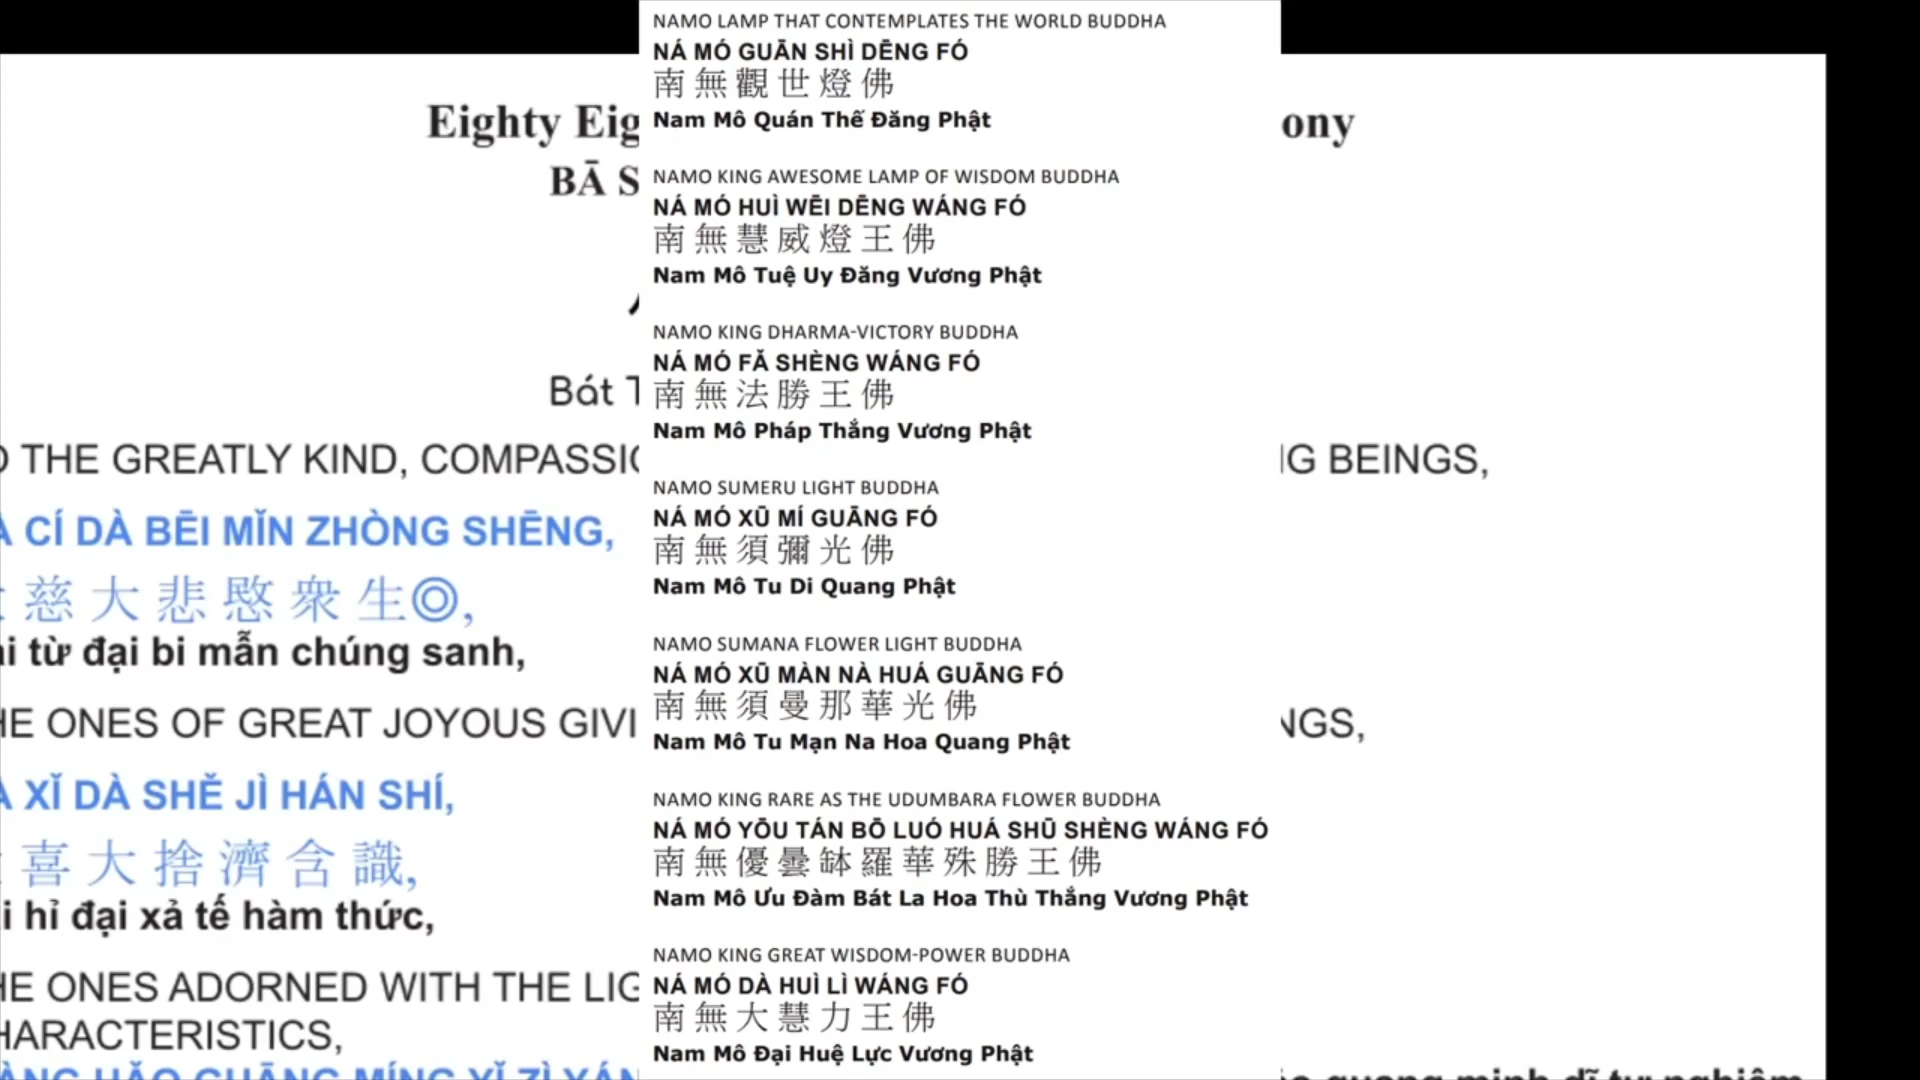 NAMO LAMP THAT CONTEMPLATES THE WORLD BUDDHA
NÁ MÓ GUĀN SHÌ DĒNG FÓ
南無觀世燈佛
Nam Mô Quán Thế Đăng Phật
NAMO KING AWESOME LAMP OF WISDOM BUDDHA
NÁ MÓ HUÌ WĒI DĒNG WÁNG FÓ
南無慧威燈王佛
Nam Mô Tuệ Uy Đăng Vương Phật
NAMO KING DHARMA-VICTORY BUDDHA
NÁ MÓ FǍ SHÈNG WÁNG FÓ
南無法勝王佛
Nam Mô Pháp Thắng Vương Phật
NAMO SUMERU LIGHT BUDDHA
NÁ MÓ XŪ MÍ GUĀNG FÓ
南無須彌光佛
Nam Mô Tu Di Quang Phật
NAMO SUMANA FLOWER LIGHT BUDDHA
NÁ MÓ XŪ MÀN NÀ HUÁ GUĀNG FÓ
南無須曼那華光佛
Nam Mô Tu Mạn Na Hoa Quang Phật
NAMO KING RARE AS THE UDUMBARA FLOWER BUDDHA
NÁ MÓ YŌU TÁN BŌ LUÓ HUÁ SHŪ SHÈNG WÁNG FÓ
南無優曇缽羅華殊勝王佛
Nam Mô Ưu Đàm Bát La Hoa Thù Thắng Vương Phật
NAMO KING GREAT WISDOM-POWER BUDDHA
NÁ MÓ DÀ HUÌ LÌ WÁNG FÓ
南無大慧力王佛
Nam Mô Đại Huệ Lực Vương Phật
Eighty Eig
ony
BĀ S
Bát T
THE GREATLY KIND, COMPASSIO
NG BEINGS,
CÍ DÀ BĒI MǏN ZHÒNG SHĒNG,
慈大悲愍衆生◎,
từ đại bi mẫn chúng sanh,
HE ONES OF GREAT JOYOUS GIVI
NGS,
XǏ DÀ SHĚ JÌ HÁN SHÍ,
喜大捨濟含識,
hỉ đại xả tế hàm thức,
HE ONES ADORNED WITH THE LIG
HARACTERISTICS,
HǍO GUĀNG MÍNG YǏ ZÌ
quang minh dĩ tự nghiêm